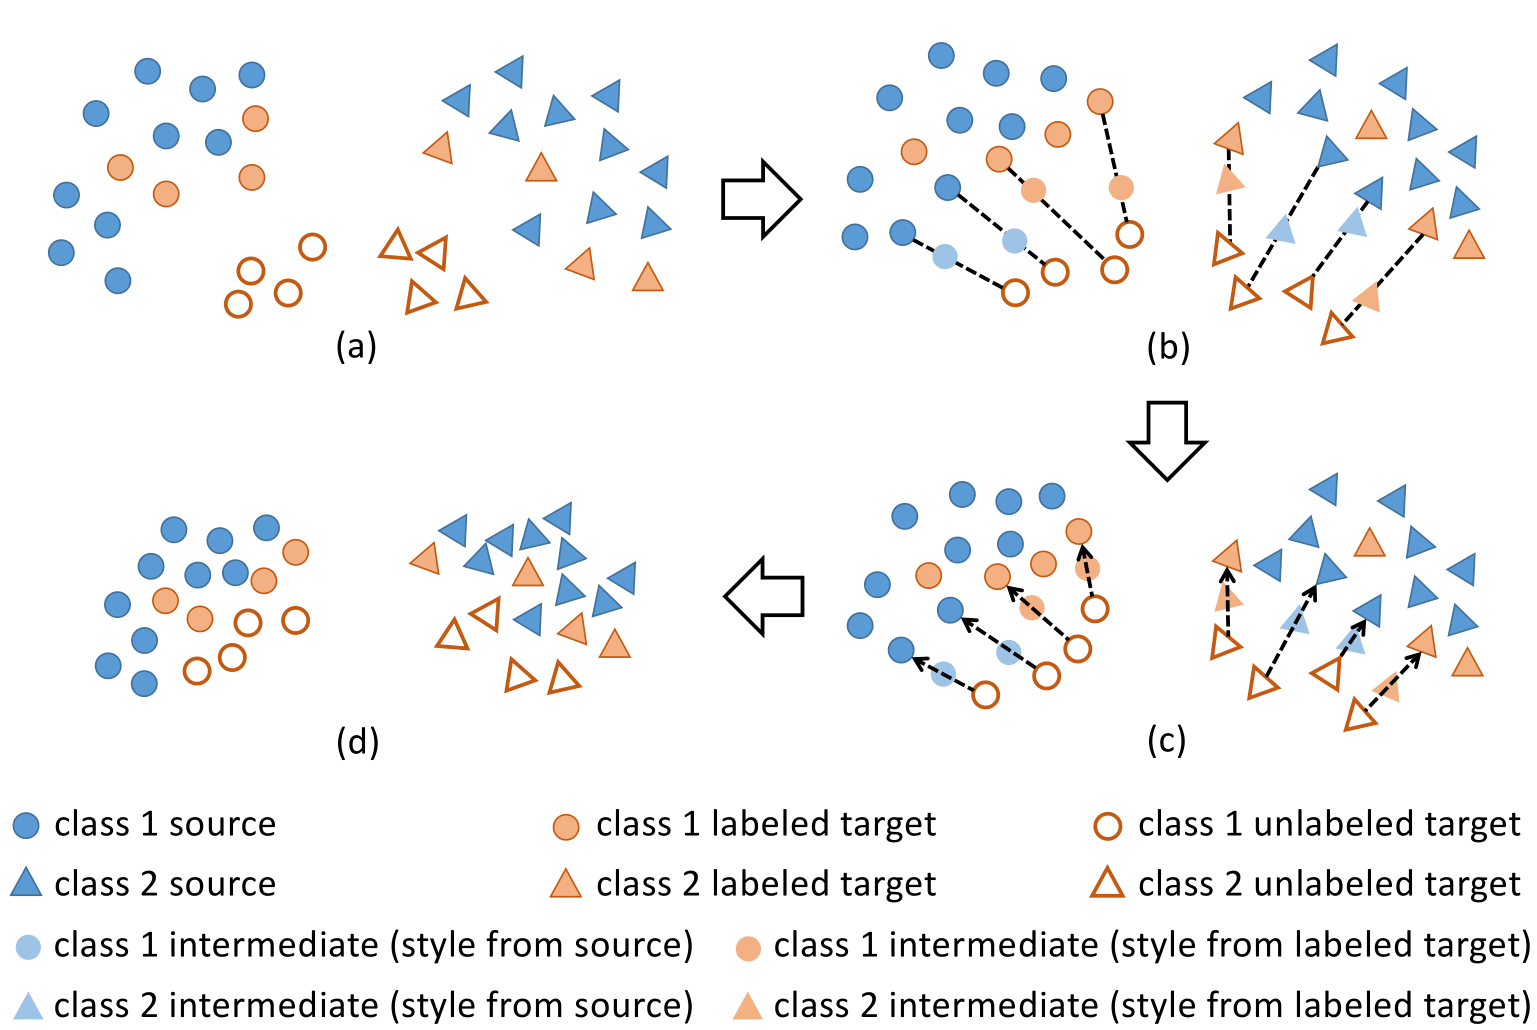 (a)
(b)
(d)
(c)
class 1 source
class 1 labeled target
class 1 unlabeled target
class 2 source
class 2 labeled target
class 2 unlabeled target
class 1 intermediate (style from source)
class 1 intermediate (style from labeled target)
class 2 intermediate (style from source)
class 2 intermediate (style from labeled target)